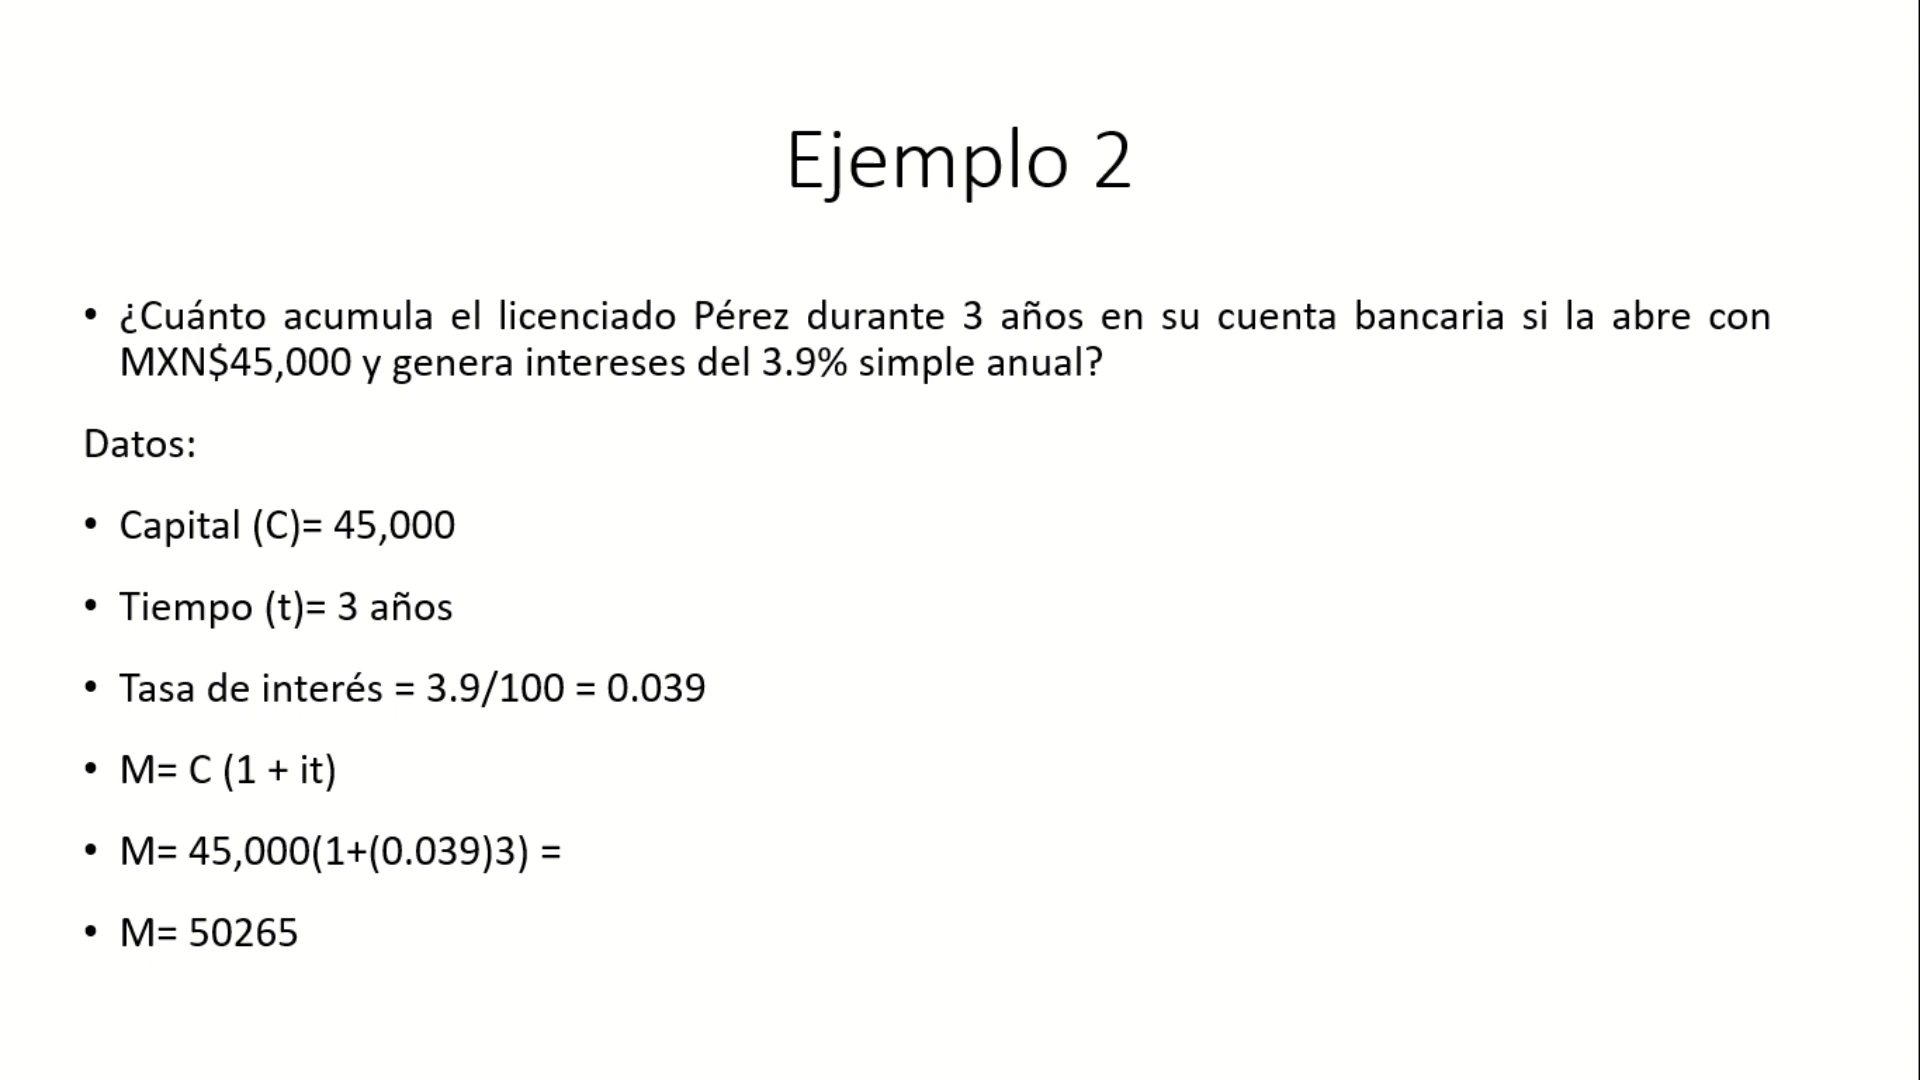 Ejemplo 2
• ¿Cuánto acumula el licenciado Pérez durante 3 años en su cuenta bancaria si la abre con
MXN$45,000 y genera intereses del 3.9% simple anual?
Datos:
• Capital (C)= 45,000
• Tiempo (t)= 3 años
• Tasa de interés = 3.9/100 = 0.039
• M= C (1 + it)
• M= 45,000(1+(0.039)3) =
• M= 50265